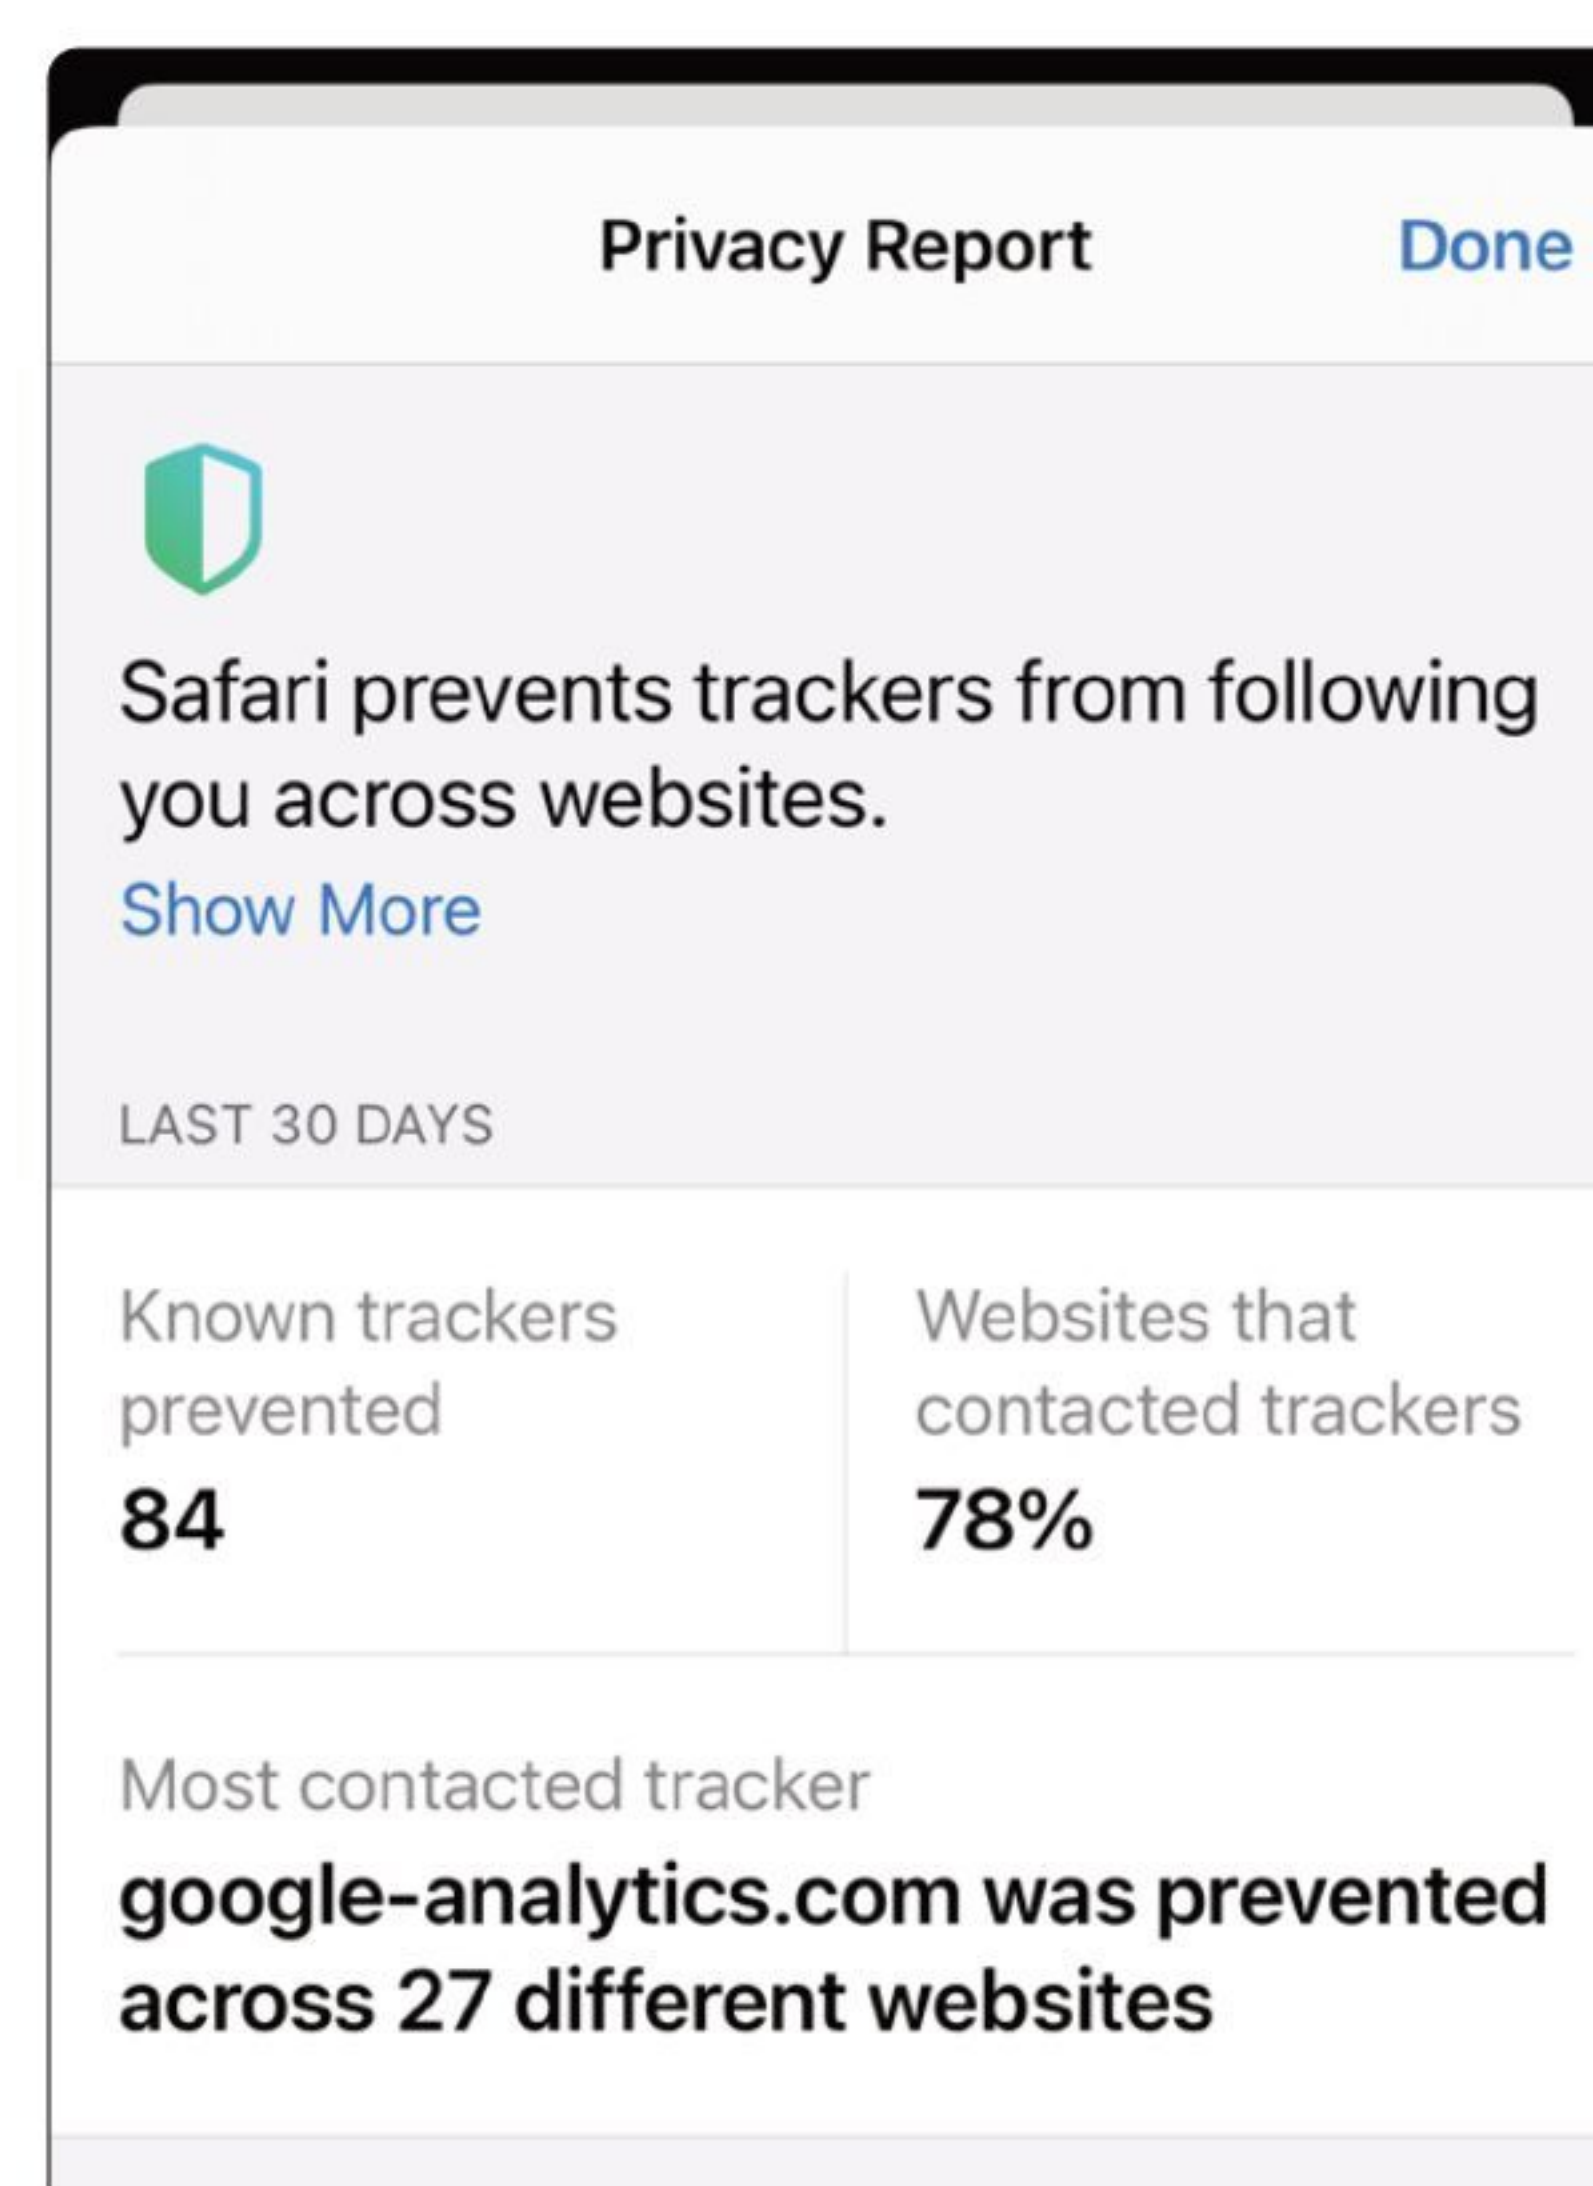 Privacy Report
Done
Safari prevents trackers from following
you across websites.
Show More
LAST 30 DAYS
Known trackers
prevented
84
Websites that
contacted trackers
78%
Most contacted tracker
google-analytics.com was prevented
across 27 different websites